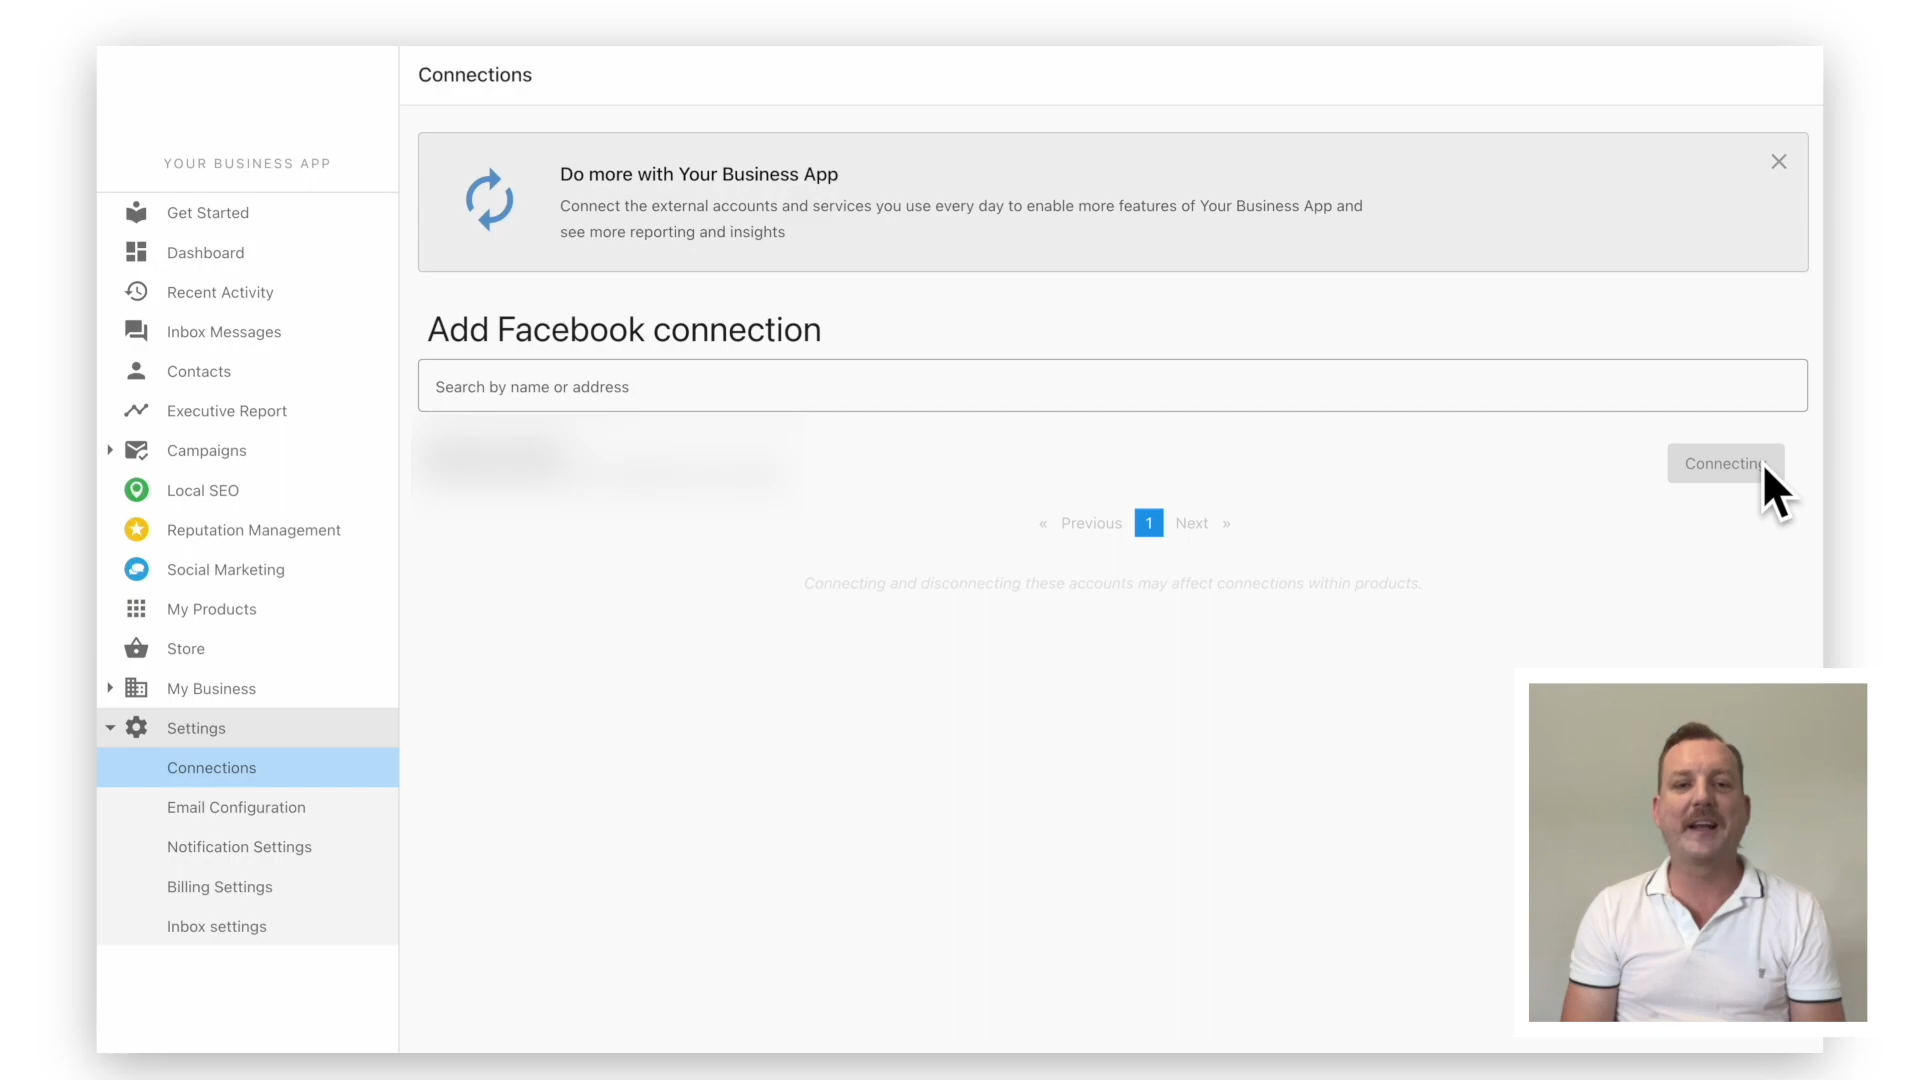 Connections
YOUR BUSINESS APP
Get Started
Dashboard
Recent Activity
Inbox Messages
Contacts
Executive Report
Campaigns
Local SEO
Reputation Management
Social Marketing
My Products
Store
My Business
Settings
Connections
Email Configuration
Notification Settings
Billing Settings
Inbox settings
Do more with Your Business App
Connect the external accounts and services you use every day to enable more features of Your Business App and
see more reporting and insights
Add Facebook connection
Search by name or address
Connecting
« Previous 1 Next »
Connecting and disconnecting these accounts may affect connections within products.